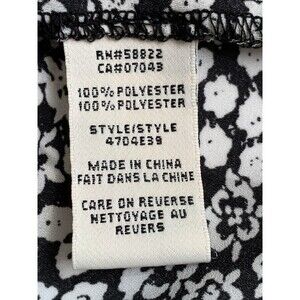 RN#58822
CA#07043
100% POLYESTER
100% POLYESTER
STYLE/STYLE
4704E39
MADE IN CHINA
FAIT DANS LA CHINE
CARE ON REVERSE
NETTOYAGE AU
REVERS